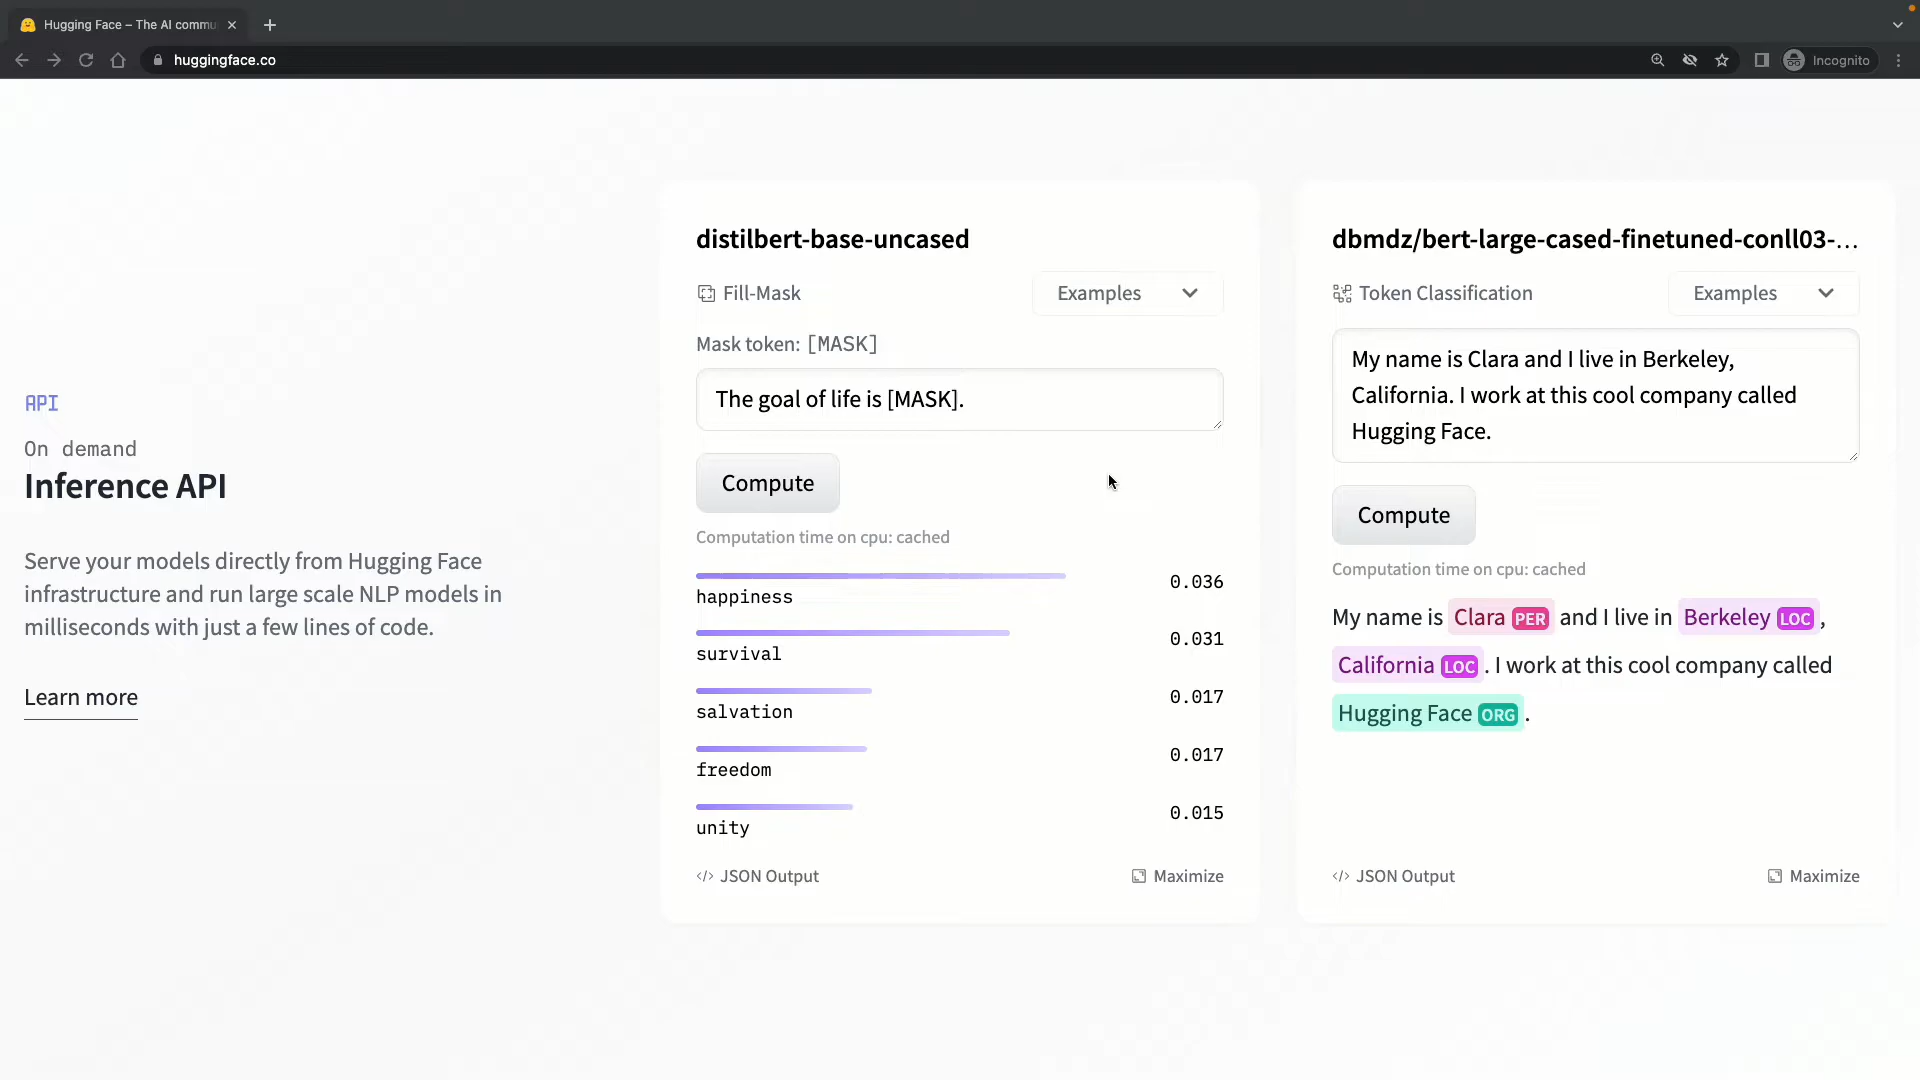 Hugging Face – The AI commu
huggingface.co
Incognito
API
On demand
Inference API
Serve your models directly from Hugging Face
infrastructure and run large scale NLP models in
milliseconds with just a few lines of code.
Learn more
distilbert-base-uncased
Fill-Mask
Examples
Mask token: [MASK]
The goal of life is [MASK].
Compute
Computation time on cpu: cached
happiness 0.036
survival 0.031
salvation 0.017
freedom 0.017
unity 0.015
</> JSON Output
Maximize
dbmdz/bert-large-cased-finetuned-conll03-...
Token Classification
Examples
My name is Clara and I live in Berkeley,
California. I work at this cool company called
Hugging Face.
Compute
Computation time on cpu: cached
My name is Clara PER and I live in Berkeley LOC ,
California LOC . I work at this cool company called
Hugging Face ORG .
</> JSON Output
Maximize